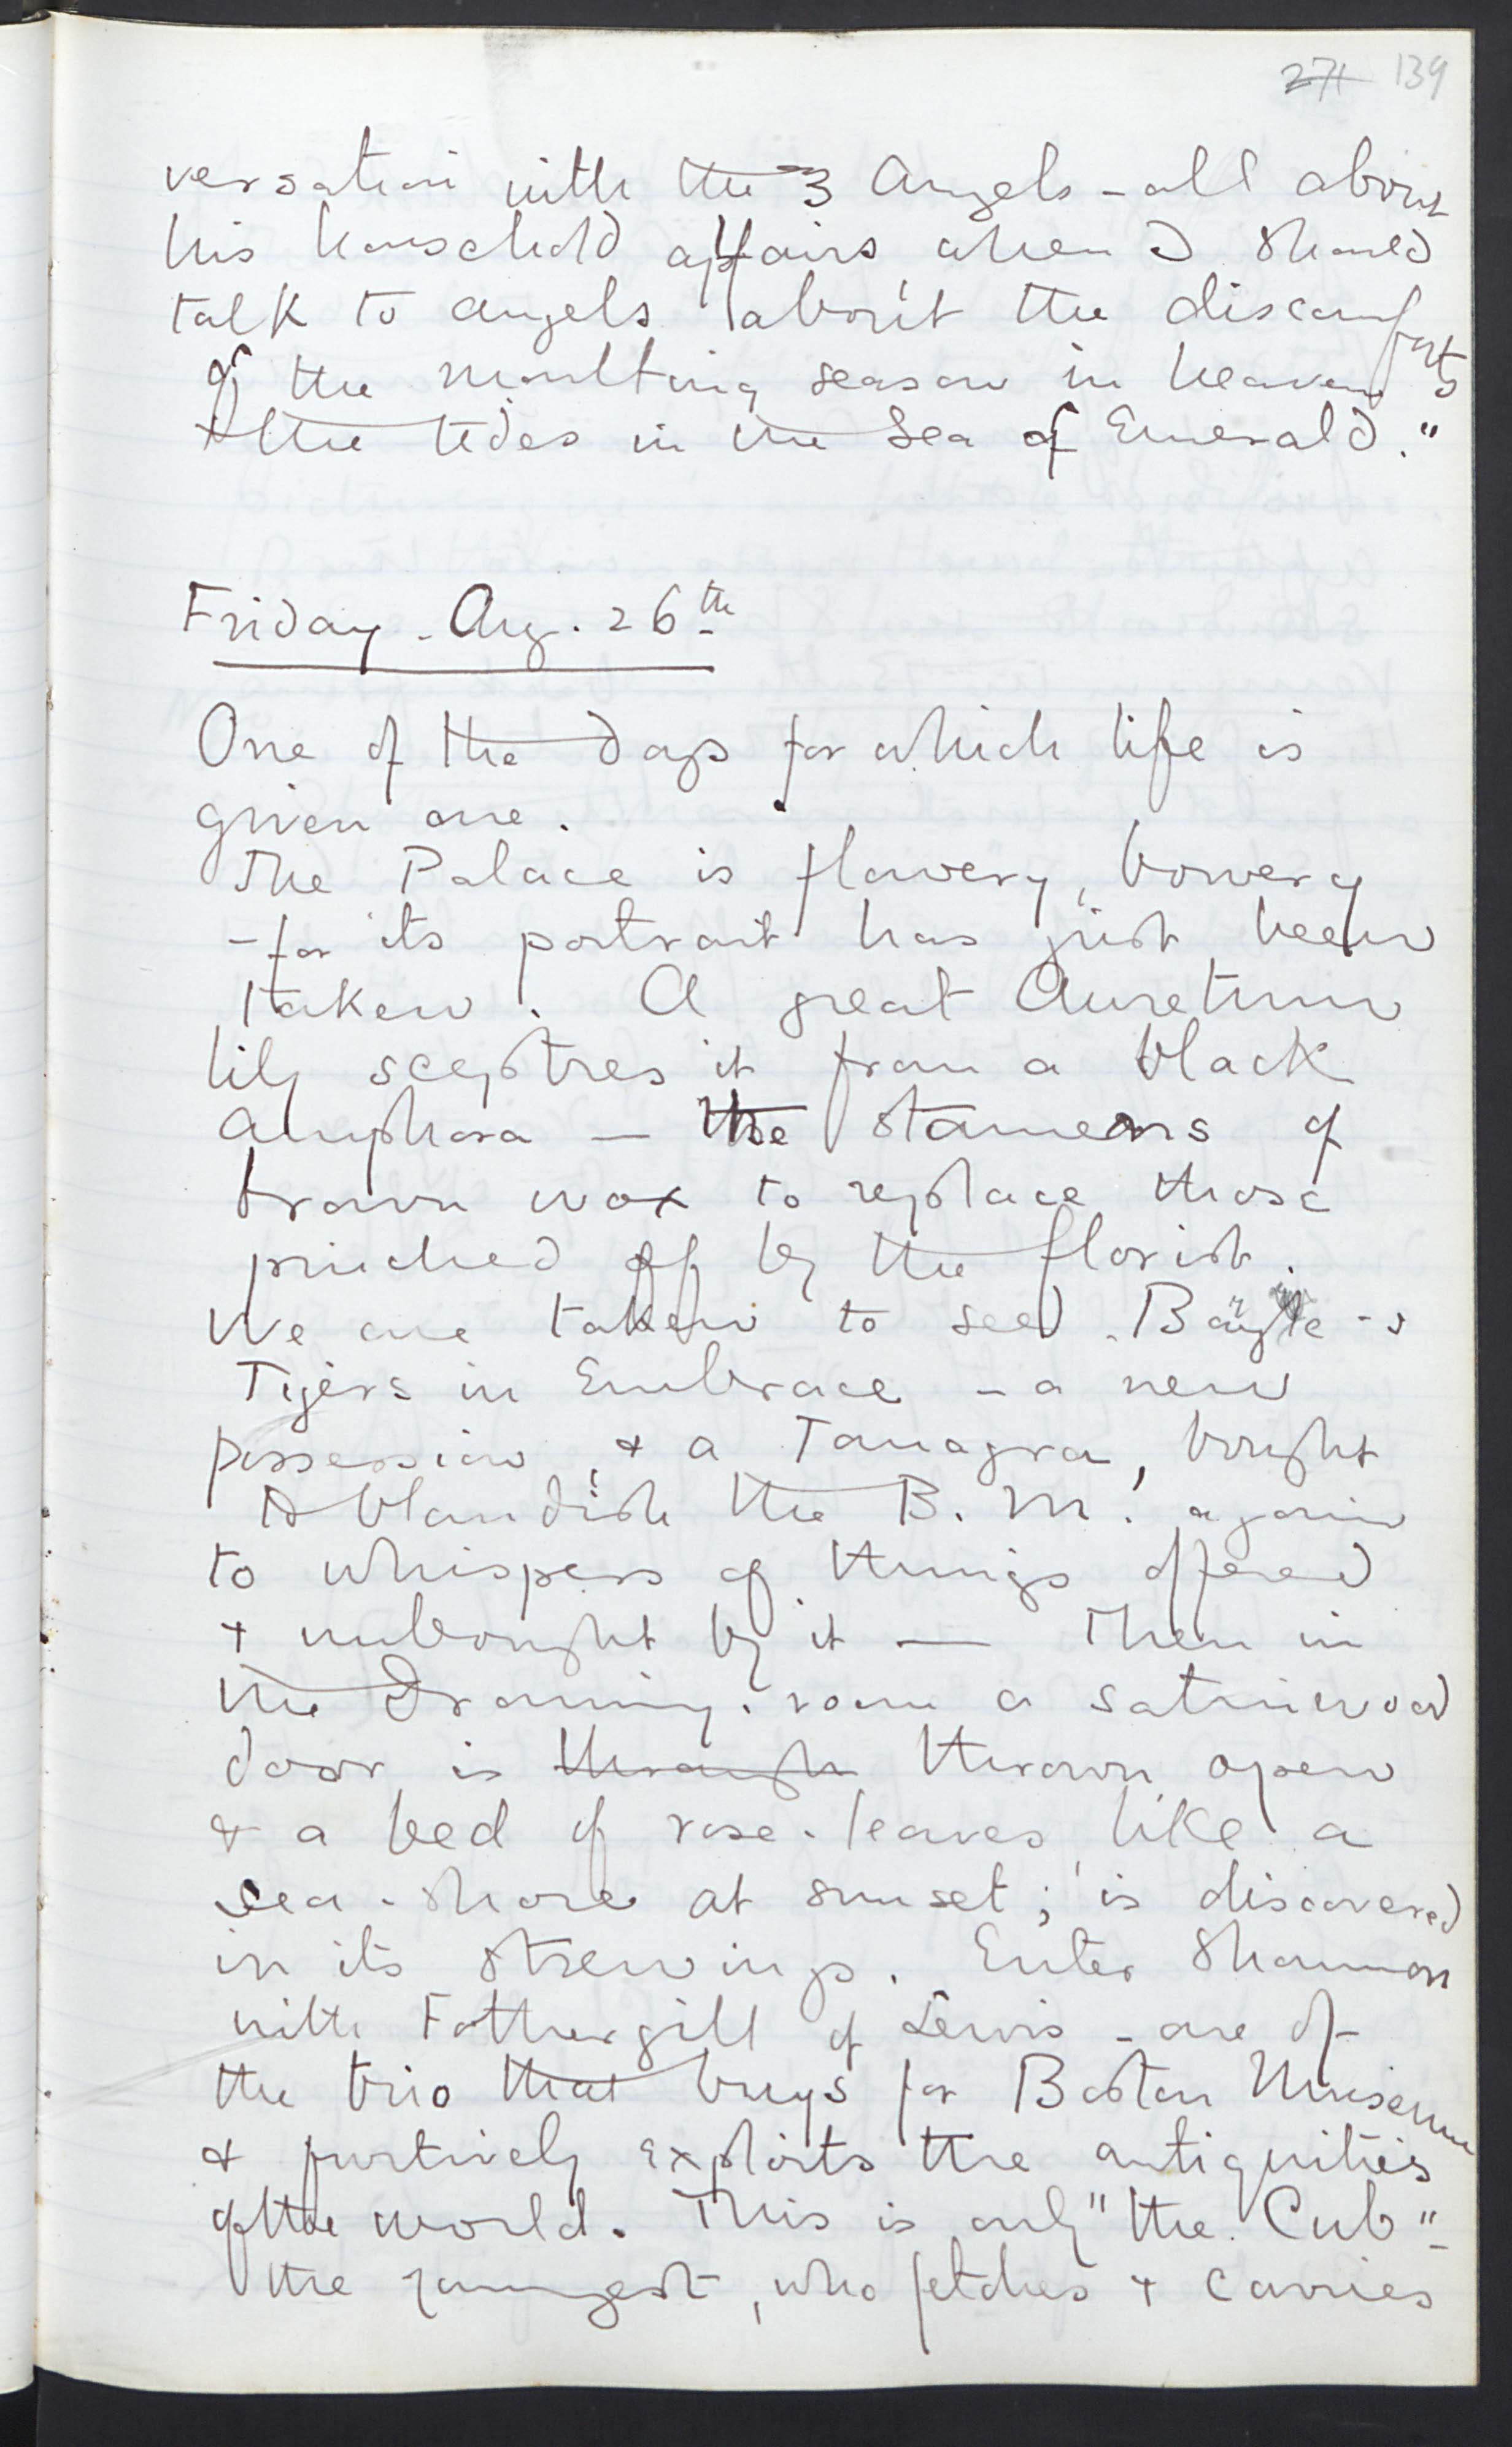 271 139
versation with the 3 Angels - all about
his household affairs when I should
talk to angels about the discomforts
of the moulting season in heaven
& the tides in the Sea of Emerald."
Friday. Aug. 26th
One of the days for which life is
given one.
The Palace is flowery, bowery
- for its portrait has just been
taken. A great Auretum
lily sceptres it from a black
amphora — the stamens of
brown wax to replace those
pinched off by the florist.
We are taken to see -s
Tigers in Embrace - a new
possession, & a Tanagra, bought
to blandish the B. M. again
to whispers of things offered
& unbought by it — Then in
the Drawing-room a satinwood
door is through thrown open
& a bed of rose-leaves, like a
sea-shore at sunset, is discovered
in its strewings. Enter Shannon
with Fothergill of Lewis - one of
the trio that buys for Boston Museum
& furtively exploits the antiquities
of the world. This is only "the Cub" -
the youngest, who fetches & carries